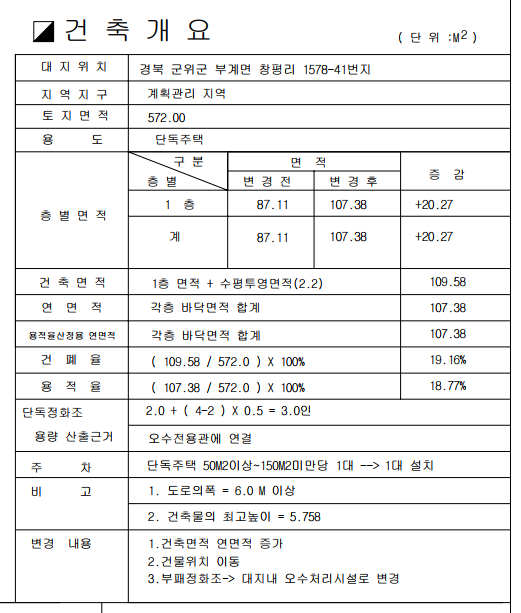 건축개요 (단위 :M2)
대지위치 경북 군위군 부계면 창평리 1578-41번지
지역지구 계획관리 지역
토지면적 572.00
용 도 단독주택
구분 면 적
층별 변경전 변경후 증 감
층별면적 1 층 87.11 107.38 +20.27
계 87.11 107.38 +20.27
건축면적 1층 면적 + 수평투영면적(2.2) 109.58
연 면 적 각층 바닥면적 합계 107.38
용적율산정용 연면적 각층 바닥면적 합계 107.38
건 폐 율 ( 109.58 / 572.0 ) X 100% 19.16%
용 적 율 ( 107.38 / 572.0 ) X 100% 18.77%
단독정화조 2.0 + ( 4-2 ) X 0.5 = 3.0인
용량 산출근거 오수전용관에 연결
주 차 단독주택 50M2이상~150M2미만당 1대 --> 1대 설치
비 고 1. 도로의폭 = 6.0 M 이상
2. 건축물의 최고높이 = 5.758
변경 내용 1.건축면적 연면적 증가
2.건물위치 이동
3.부패정화조-> 대지내 오수처리시설로 변경